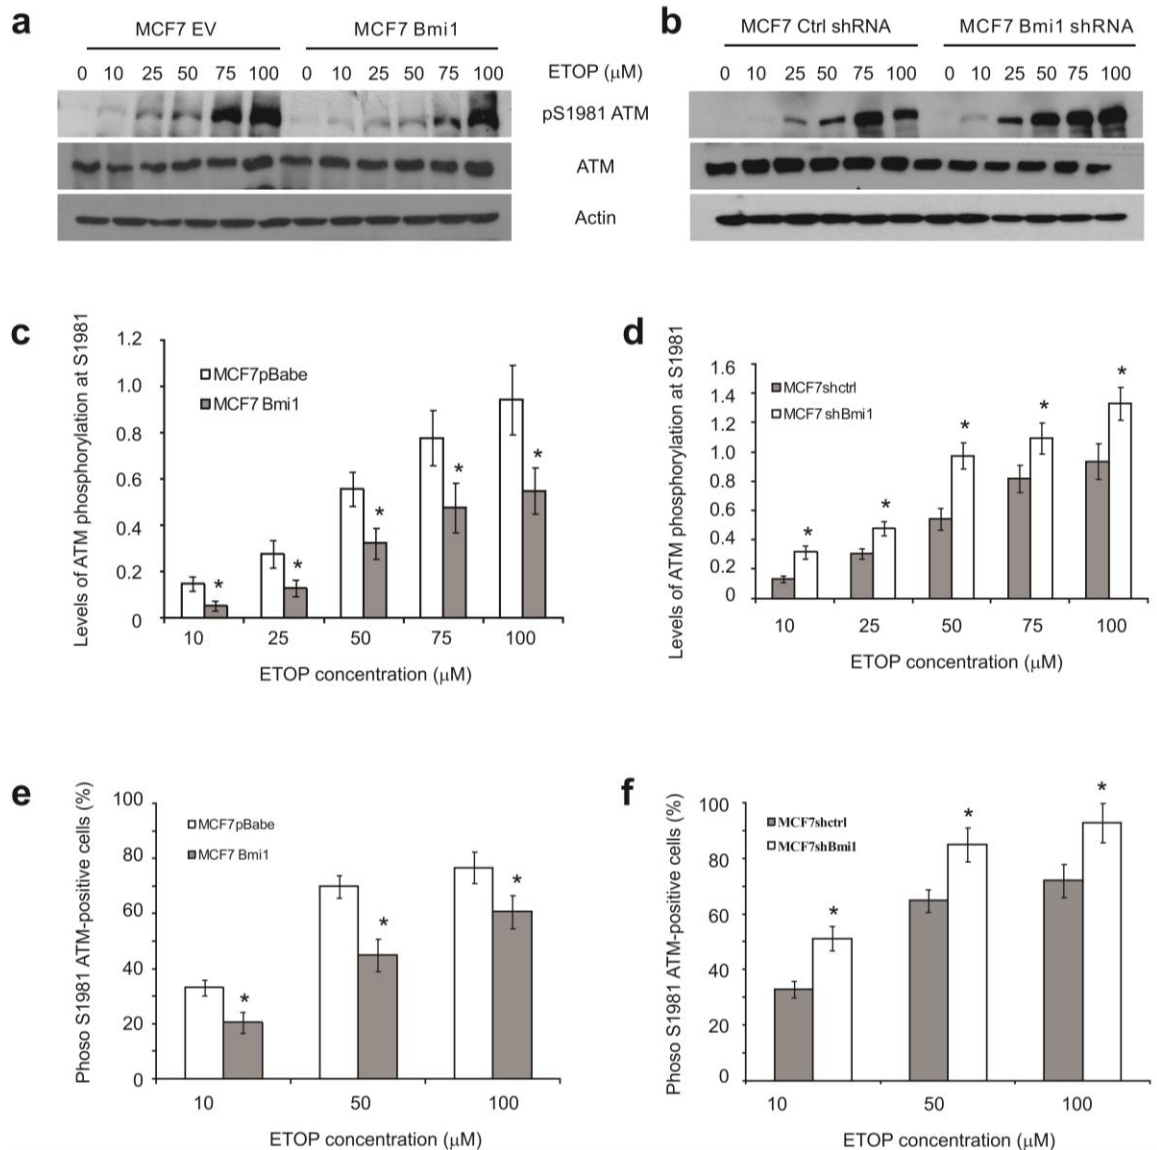 a
MCF7 EV
MCF7 Bmi1
0 10 25 50 75 100 0 10 25 50 75 100
ETOP (μM)
pS1981 ATM
ATM
Actin
b
MCF7 Ctrl shRNA
MCF7 Bmi1 shRNA
0 10 25 50 75 100 0 10 25 50 75 100
c
Levels of ATM phosphorylation at S1981
1.2
1.0
0.8
0.6
0.4
0.2
0
MCF7pBabe
MCF7 Bmi1
* * * * *
10 25 50 75 100
ETOP concentration (μM)
d
Levels of ATM phosphorylation at S1981
1.6
1.4
1.2
1.0
0.8
0.6
0.4
0.2
0
MCF7shctrl
MCF7 shBmi1
* * * * *
10 25 50 75 100
ETOP concentration (μM)
e
Phoso S1981 ATM-positive cells (%)
100
80
60
40
20
0
MCF7pBabe
MCF7 Bmi1
* * *
10 50 100
ETOP concentration (μM)
f
Phoso S1981 ATM-positive cells (%)
100
80
60
40
20
0
MCF7shctrl
MCF7shBmi1
* * *
10 50 100
ETOP concentration (μM)